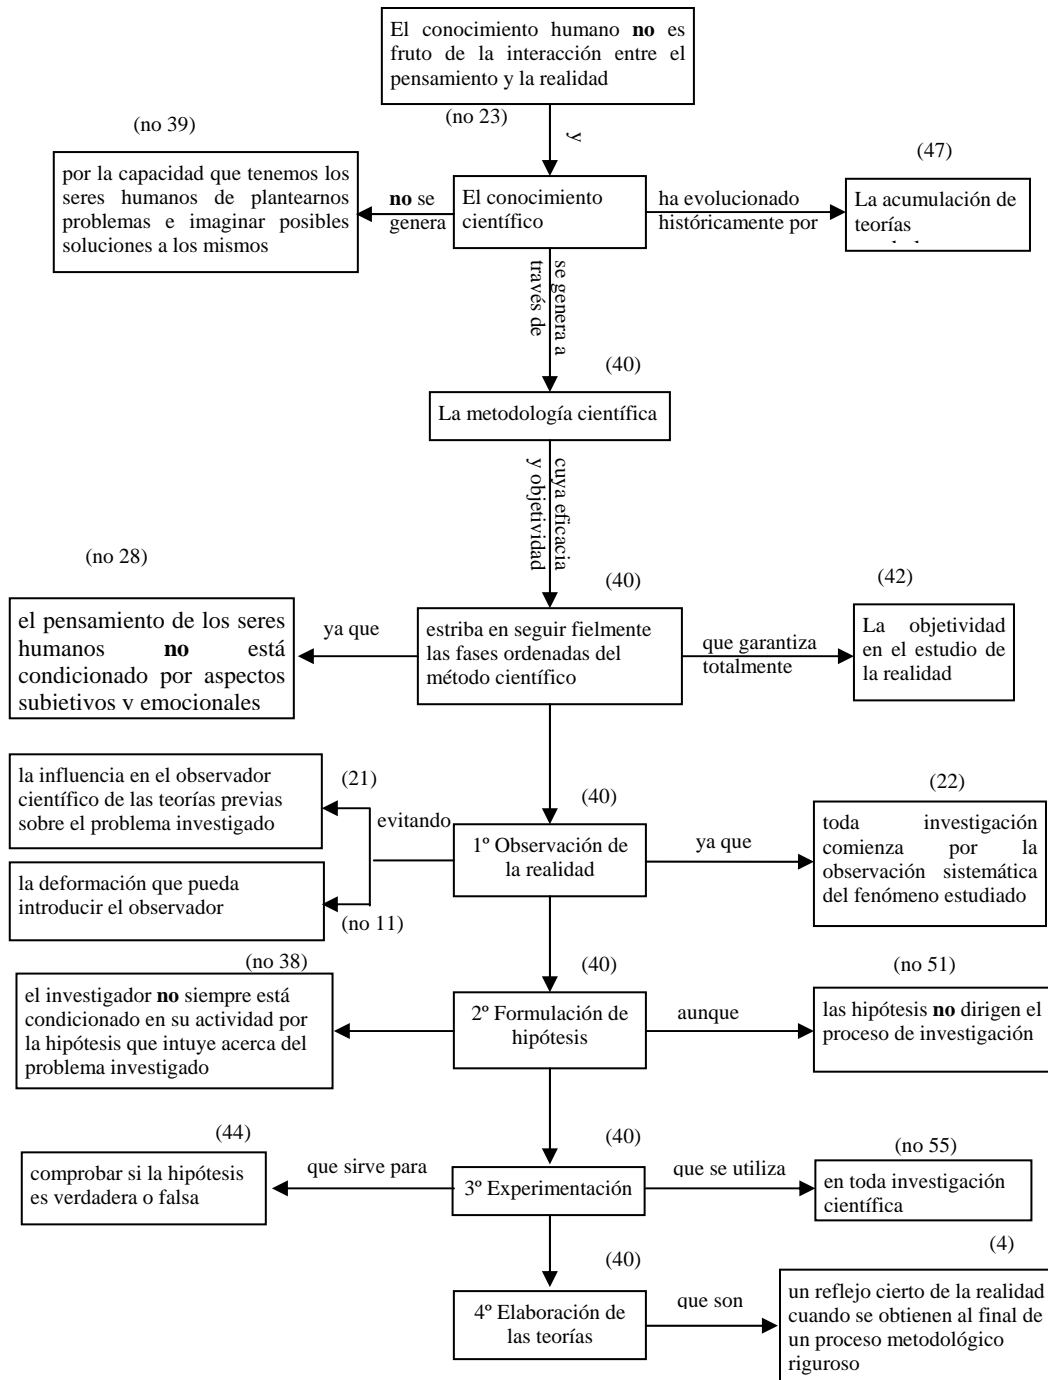 El conocimiento humano no es
fruto de la interacción entre el
pensamiento y la realidad
(no 23)
y
(no 39)
por la capacidad que tenemos los
seres humanos de plantearnos
problemas e imaginar posibles
soluciones a los mismos
no se
genera
El conocimiento
científico
ha evolucionado
históricamente por
(47)
La acumulación de
teorías
se genera a
través de
(40)
La metodología científica
cuya eficacia
y objetividad
(no 28)
el pensamiento de los seres
humanos no está
condicionado por aspectos
subjetivos y emocionales
ya que
(40)
estriba en seguir fielmente
las fases ordenadas del
método científico
que garantiza
totalmente
(42)
La objetividad
en el estudio de
la realidad
la influencia en el observador
científico de las teorías previas
sobre el problema investigado
(21)
la deformación que pueda
introducir el observador
(no 11)
evitando
(40)
1º Observación de
la realidad
ya que
(22)
toda investigación
comienza por la
observación sistemática
del fenómeno estudiado
(no 38)
el investigador no siempre está
condicionado en su actividad por
la hipótesis que intuye acerca del
problema investigado
(40)
2º Formulación de
hipótesis
aunque
(no 51)
las hipótesis no dirigen el
proceso de investigación
(44)
comprobar si la hipótesis
es verdadera o falsa
que sirve para
(40)
3º Experimentación
que se utiliza
(no 55)
en toda investigación
científica
(40)
4º Elaboración de
las teorías
que son
(4)
un reflejo cierto de la realidad
cuando se obtienen al final de
un proceso metodológico
riguroso